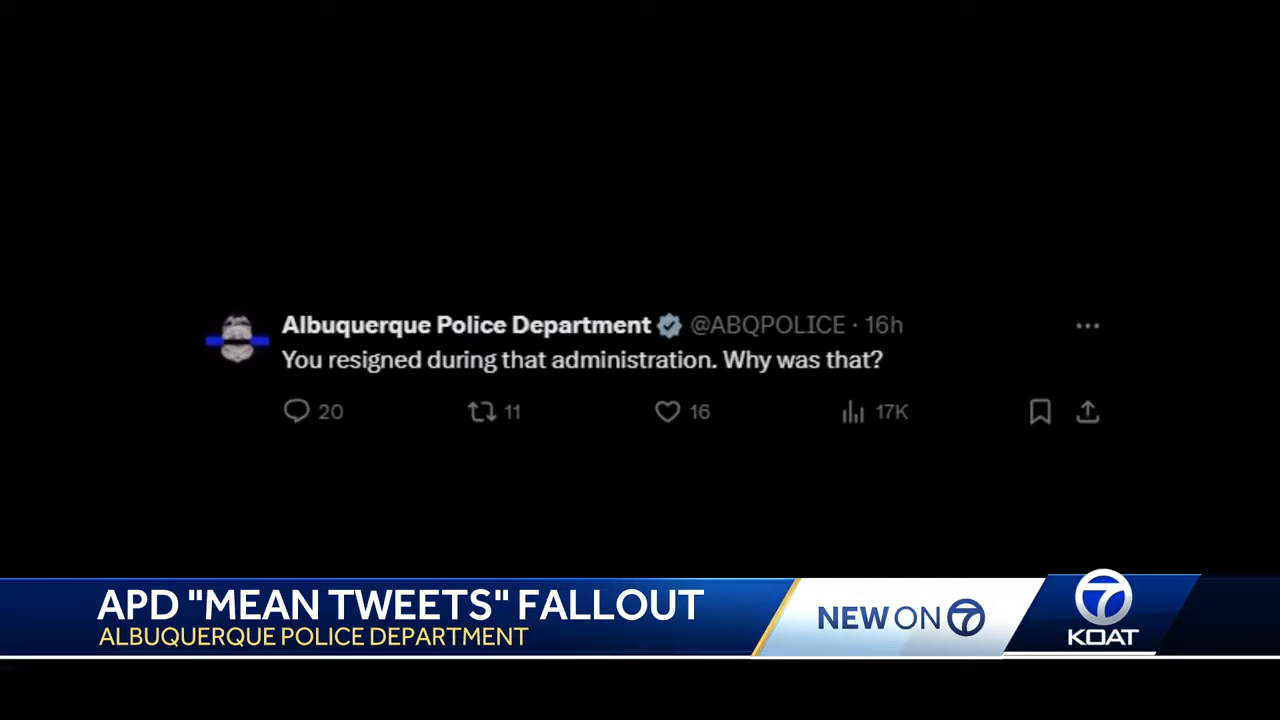 Albuquerque Police Department @ABQPOLICE · 16h
You resigned during that administration. Why was that?
20 11 16 17K
APD "MEAN TWEETS" FALLOUT
ALBUQUERQUE POLICE DEPARTMENT
NEW ON 7
7
KOAT